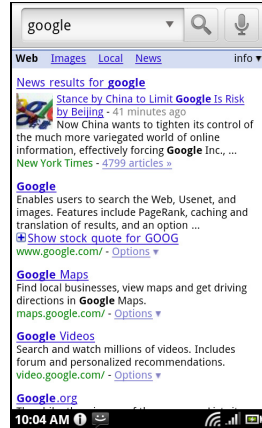 google
Web Images Local News info
News results for google
Stance by China to Limit Google Is Risk
by Beijing - 41 minutes ago
Now China wants to tighten its control of
the much more variegated world of online
information, effectively forcing Google Inc., ...
New York Times - 4799 articles »
Google
Enables users to search the Web, Usenet, and
images. Features include PageRank, caching and
translation of results, and an option ...
Show stock quote for GOOG
www.google.com/ - Options
Google Maps
Find local businesses, view maps and get driving
directions in Google Maps.
maps.google.com/ - Options
Google Videos
Search and watch millions of videos. Includes
forum and personalized recommendations.
video.google.com/ - Options
Google.org
10:04 AM